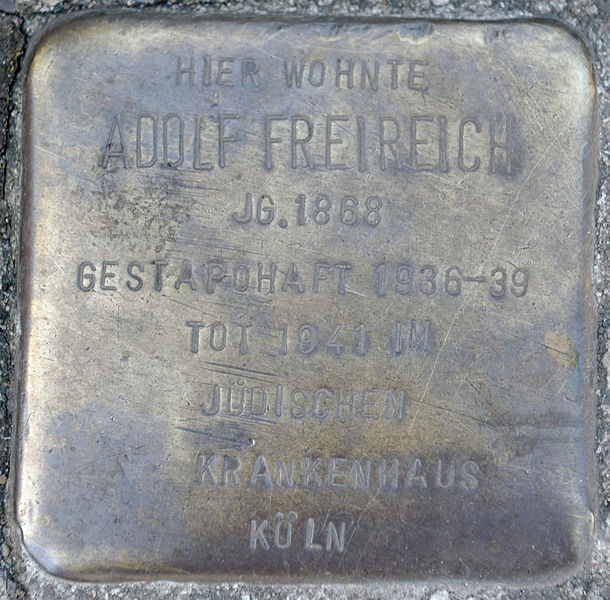 HIER WOHNTE
ADOLF FREIREICH
JG. 1868
GESTAPOHAFT 1936-39
TOT 1941 IM
JÜDISCHEN
KRANKENHAUS
KÖLN